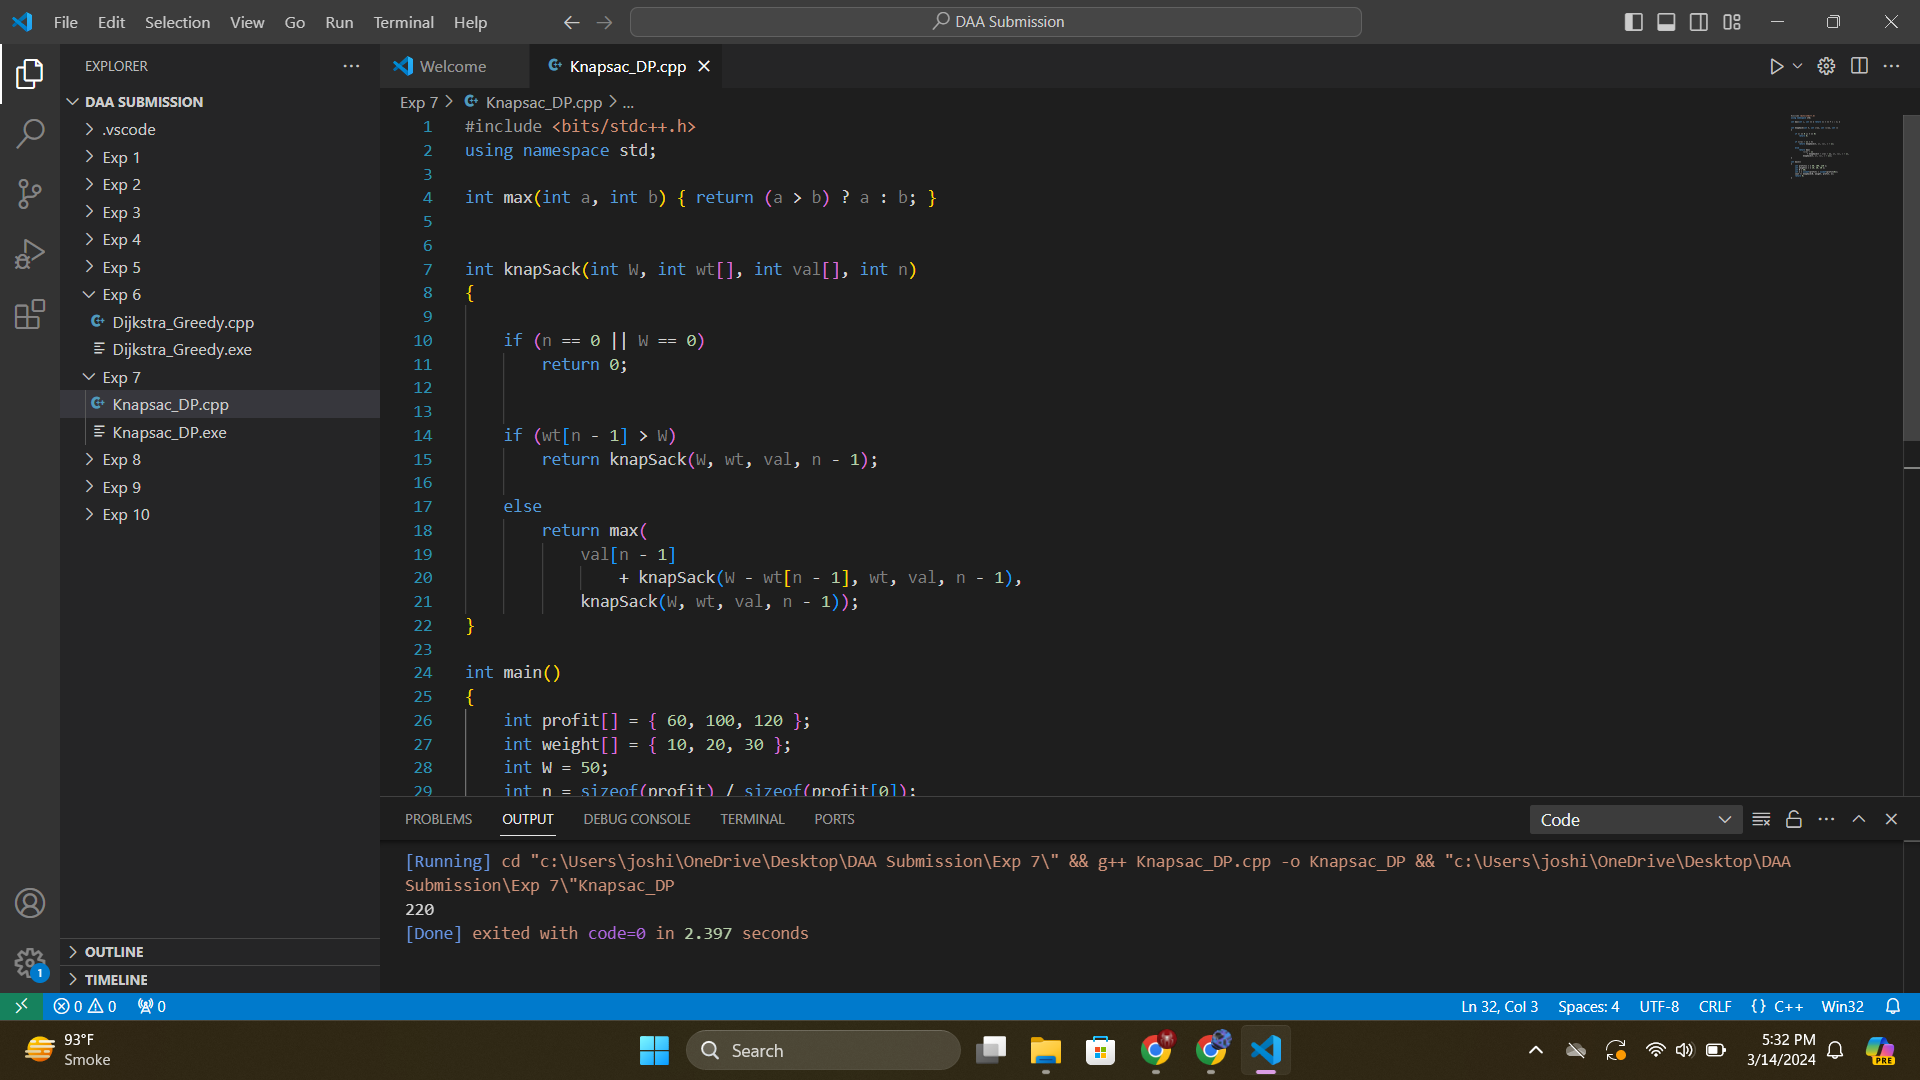 File Edit Selection View Go Run Terminal Help
DAA Submission
EXPLORER
DAA SUBMISSION
.vscode
Exp 1
Exp 2
Exp 3
Exp 4
Exp 5
Exp 6
Dijkstra_Greedy.cpp
Dijkstra_Greedy.exe
Exp 7
Knapsac_DP.cpp
Knapsac_DP.exe
Exp 8
Exp 9
Exp 10
OUTLINE
TIMELINE
Welcome
Knapsac_DP.cpp
Exp 7 > Knapsac_DP.cpp > ...
1 #include <bits/stdc++.h>
2 using namespace std;
3
4 int max(int a, int b) { return (a > b) ? a : b; }
5
6
7 int knapSack(int W, int wt[], int val[], int n)
8 {
9
10 if (n == 0 || W == 0)
11 return 0;
12
13
14 if (wt[n - 1] > W)
15 return knapSack(W, wt, val, n - 1);
16
17 else
18 return max(
19 val[n - 1]
20 + knapSack(W - wt[n - 1], wt, val, n - 1),
21 knapSack(W, wt, val, n - 1));
22 }
23
24 int main()
25 {
26 int profit[] = { 60, 100, 120 };
27 int weight[] = { 10, 20, 30 };
28 int W = 50;
29 int n = sizeof(profit) / sizeof(profit[0]);
PROBLEMS OUTPUT DEBUG CONSOLE TERMINAL PORTS
Code
[Running] cd "c:\Users\joshi\OneDrive\Desktop\DAA Submission\Exp 7\" && g++ Knapsac_DP.cpp -o Knapsac_DP && "c:\Users\joshi\OneDrive\Desktop\DAA
Submission\Exp 7\"Knapsac_DP
220
[Done] exited with code=0 in 2.397 seconds
1
0 0 0
Ln 32, Col 3 Spaces: 4 UTF-8 CRLF {} C++ Win32
93°F
Smoke
Search
5:32 PM
3/14/2024
PRE